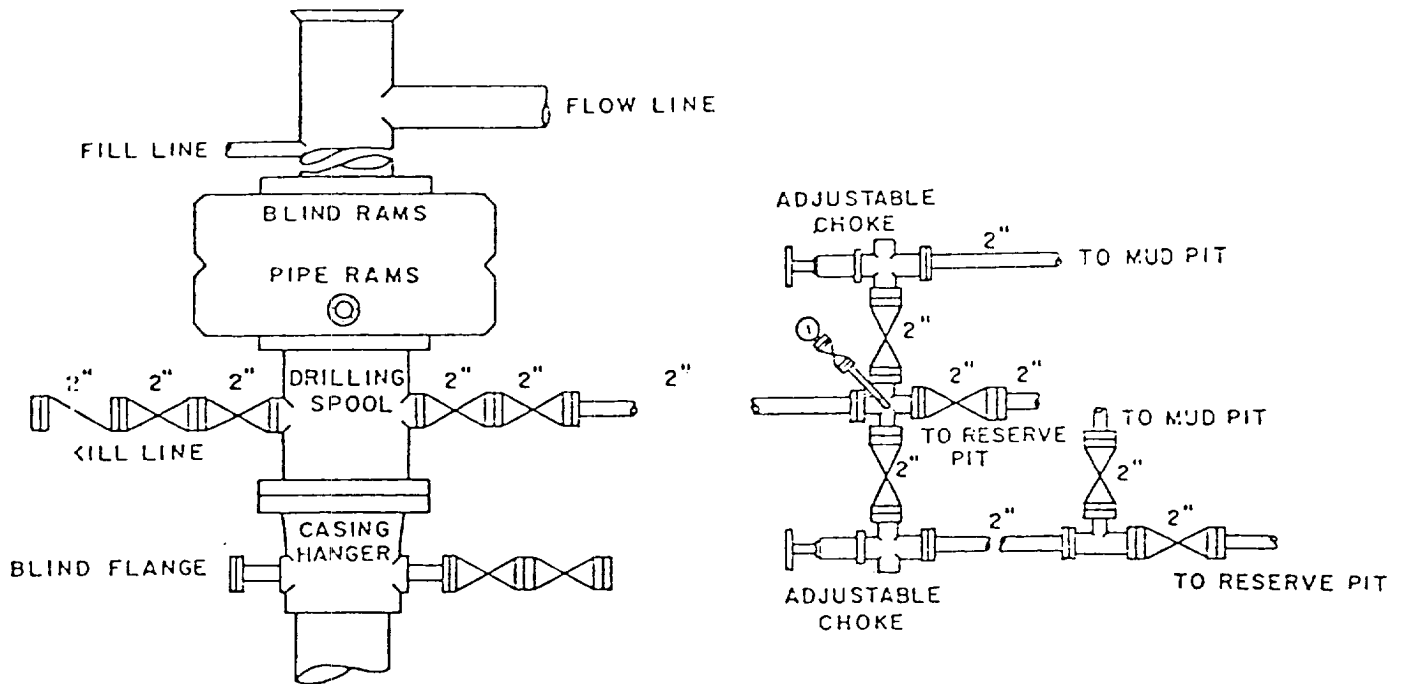 FLOW LINE
FILL LINE
BLIND RAMS
PIPE RAMS
2" 2" 2"
DRILLING
SPOOL
2" 2" 2"
KILL LINE
CASING
HANGER
BLIND FLANGE
ADJUSTABLE
CHOKE
2"
TO MUD PIT
2"
2" 2"
TO RESERVE
PIT
TO MUD PIT
2"
2"
2"
2"
TO RESERVE PIT
ADJUSTABLE
CHOKE